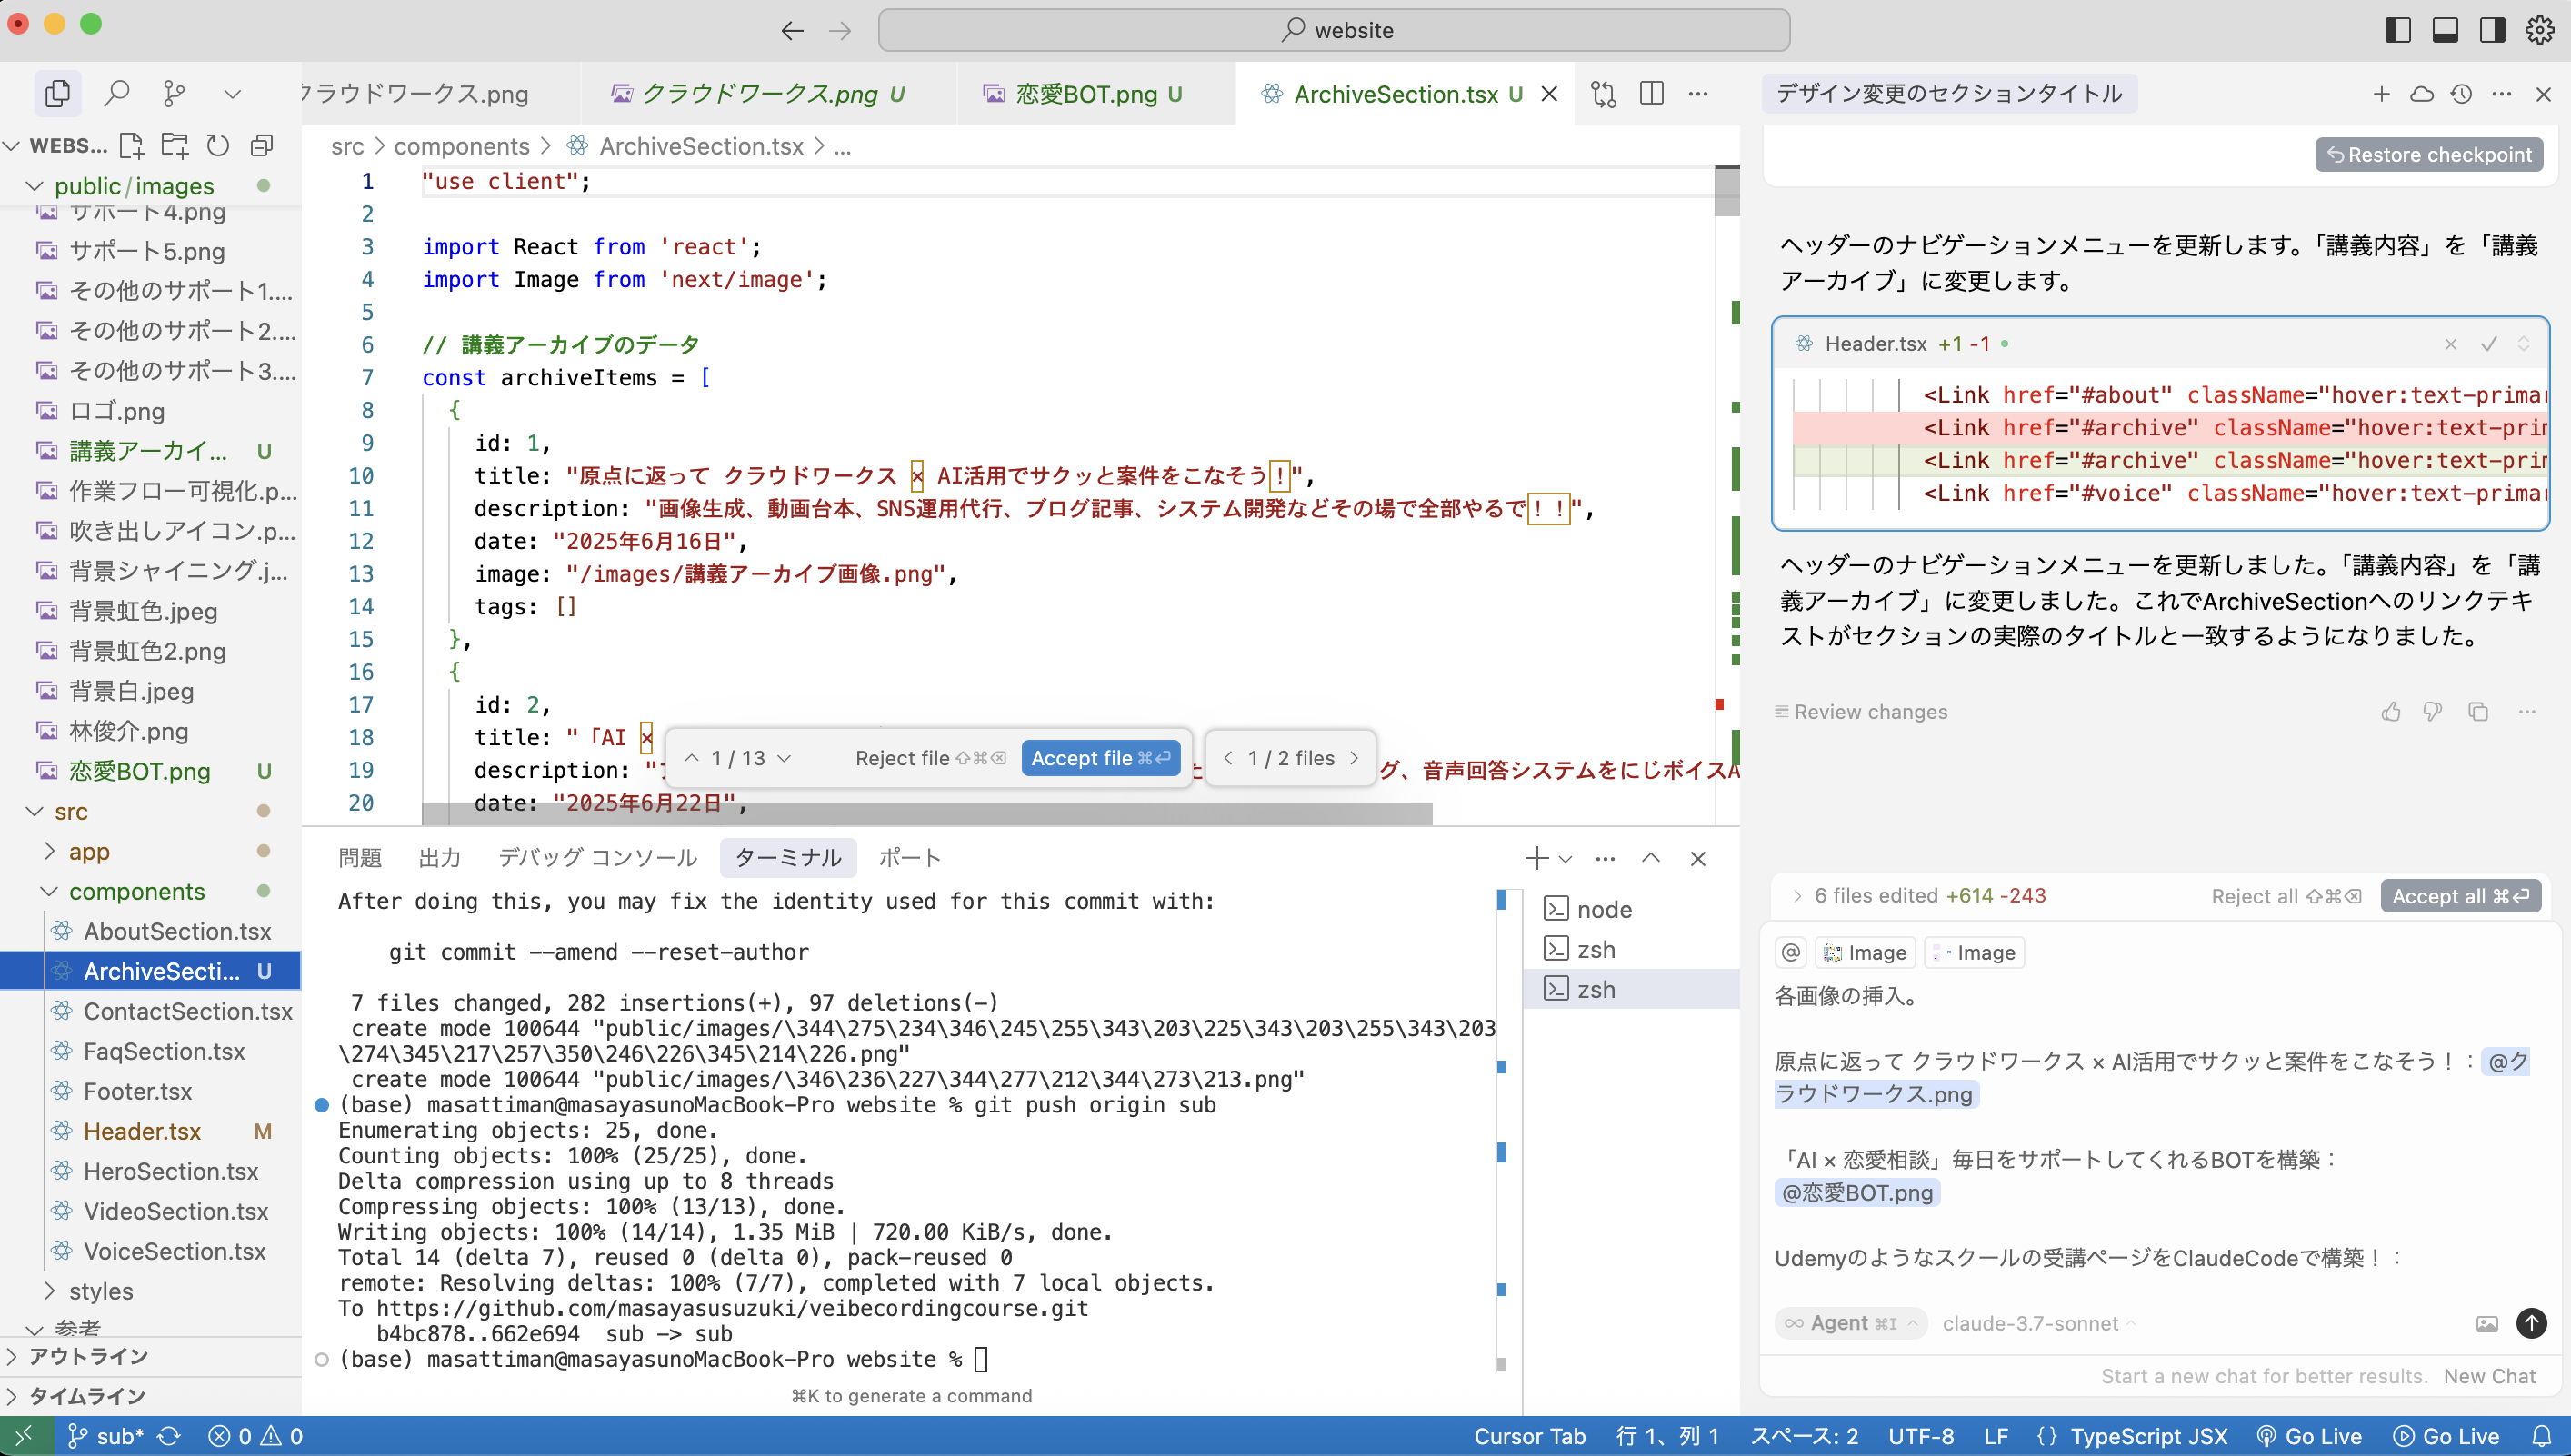 website
クラウドワークス.png
クラウドワークス.png U
恋愛BOT.png U
ArchiveSection.tsx U
デザイン変更のセクションタイトル
WEBS...
public/images
サポート4.png
サポート5.png
その他のサポート1....
その他のサポート2....
その他のサポート3....
ロゴ.png
講義アーカイ... U
作業フロー可視化.p...
吹き出しアイコン.p...
背景シャイニング.j...
背景虹色.jpeg
背景虹色2.png
背景白.jpeg
林俊介.png
恋愛BOT.png U
src
app
components
AboutSection.tsx
ArchiveSecti... U
ContactSection.tsx
FaqSection.tsx
Footer.tsx
Header.tsx M
HeroSection.tsx
VideoSection.tsx
VoiceSection.tsx
styles
参考
アウトライン
タイムライン
src > components > ArchiveSection.tsx > ...
1 "use client";
2
3 import React from 'react';
4 import Image from 'next/image';
5
6 // 講義アーカイブのデータ
7 const archiveItems = [
8 {
9 id: 1,
10 title: "原点に返って クラウドワークス × AI活用でサクッと案件をこなそう！",
11 description: "画像生成、動画台本、SNS運用代行、ブログ記事、システム開発などその場で全部やるで！！",
12 date: "2025年6月16日",
13 image: "/images/講義アーカイブ画像.png",
14 tags: []
15 },
16 {
17 id: 2,
18 title: "「AI ×
19 description: " グ、音声回答システムをにじボイスA
20 date: "2025年6月22日",
1 / 13 Reject file ⇧⌘⌫ Accept file ⌘⏎
1 / 2 files
問題 出力 デバッグ コンソール ターミナル ポート
After doing this, you may fix the identity used for this commit with:
git commit --amend --reset-author
7 files changed, 282 insertions(+), 97 deletions(-)
create mode 100644 "public/images/\344\275\234\346\245\255\343\203\225\343\203\255\343\203
\274\345\217\257\350\246\226\345\214\226.png"
create mode 100644 "public/images/\346\236\227\344\277\212\344\273\213.png"
(base) masattiman@masayasunoMacBook-Pro website % git push origin sub
Enumerating objects: 25, done.
Counting objects: 100% (25/25), done.
Delta compression using up to 8 threads
Compressing objects: 100% (13/13), done.
Writing objects: 100% (14/14), 1.35 MiB | 720.00 KiB/s, done.
Total 14 (delta 7), reused 0 (delta 0), pack-reused 0
remote: Resolving deltas: 100% (7/7), completed with 7 local objects.
To https://github.com/masayasusuzuki/veibecordingcourse.git
b4bc878..662e694 sub -> sub
(base) masattiman@masayasunoMacBook-Pro website %
⌘K to generate a command
node
zsh
zsh
Restore checkpoint
ヘッダーのナビゲーションメニューを更新します。「講義内容」を「講義
アーカイブ」に変更します。
Header.tsx +1 -1
<Link href="#about" className="hover:text-primar
<Link href="#archive" className="hover:text-prim
<Link href="#archive" className="hover:text-prim
<Link href="#voice" className="hover:text-primar
ヘッダーのナビゲーションメニューを更新しました。「講義内容」を「講
義アーカイブ」に変更しました。これでArchiveSectionへのリンクテキ
ストがセクションの実際のタイトルと一致するようになりました。
Review changes
6 files edited +614 -243 Reject all ⇧⌘⌫ Accept all ⌘⏎
@ Image Image
各画像の挿入。
原点に返って クラウドワークス × AI活用でサクッと案件をこなそう！： @ク
ラウドワークス.png
「AI × 恋愛相談」毎日をサポートしてくれるBOTを構築：
@恋愛BOT.png
Udemyのようなスクールの受講ページをClaudeCodeで構築！：
∞ Agent ⌘I claude-3.7-sonnet
Start a new chat for better results. New Chat
sub* 0 0
Cursor Tab 行 1、列 1 スペース: 2 UTF-8 LF {} TypeScript JSX Go Live Go Live